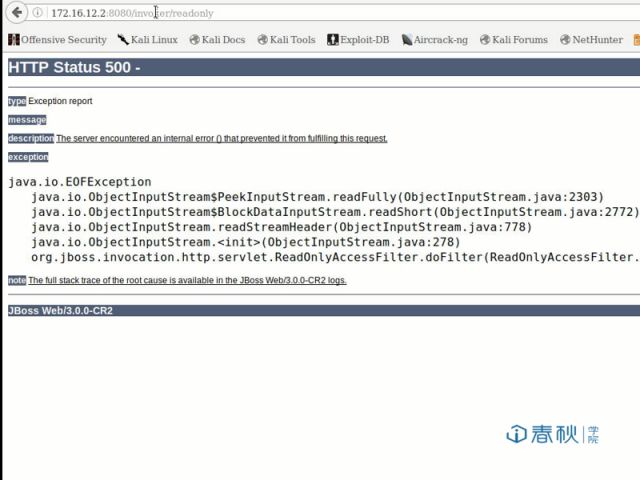 172.16.12.2:8080/invoker/readonly
Offensive Security Kali Linux Kali Docs Kali Tools Exploit-DB Aircrack-ng Kali Forums NetHunter
HTTP Status 500 -
type Exception report
message
description The server encountered an internal error () that prevented it from fulfilling this request.
exception
java.io.EOFException
java.io.ObjectInputStream$PeekInputStream.readFully(ObjectInputStream.java:2303)
java.io.ObjectInputStream$BlockDataInputStream.readShort(ObjectInputStream.java:2772)
java.io.ObjectInputStream.readStreamHeader(ObjectInputStream.java:778)
java.io.ObjectInputStream.<init>(ObjectInputStream.java:278)
org.jboss.invocation.http.servlet.ReadOnlyAccessFilter.doFilter(ReadOnlyAccessFilter.
note The full stack trace of the root cause is available in the JBoss Web/3.0.0-CR2 logs.
JBoss Web/3.0.0-CR2
春秋学院